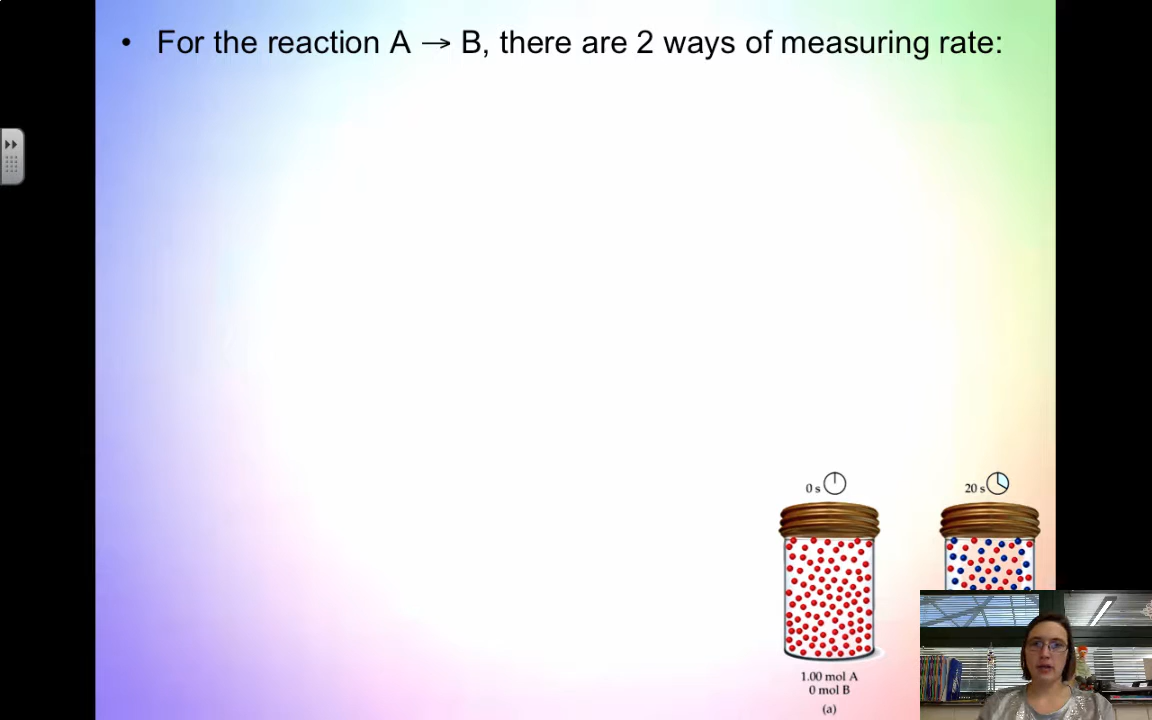 • For the reaction A → B, there are 2 ways of measuring rate:
0 s
20 s
1.00 mol A
0 mol B
(a)